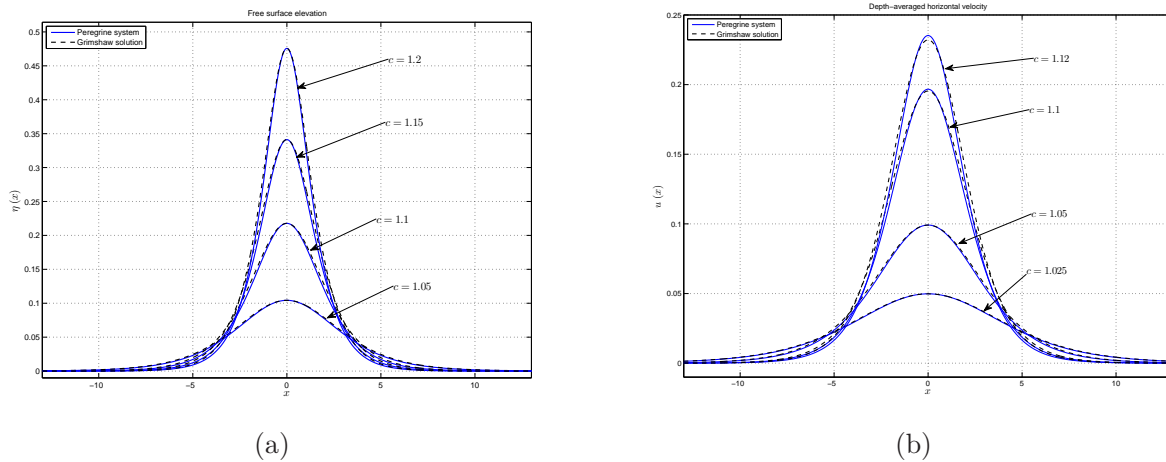 Free surface elevation
Peregrine system
Grimshaw solution
0.5
0.45
0.4
0.35
0.3
0.25
0.2
0.15
0.1
0.05
0
η (x)
c = 1.2
c = 1.15
c = 1.1
c = 1.05
−10
−5
0
5
10
x
(a)
Depth−averaged horizontal velocity
Peregrine system
Grimshaw solution
0.25
0.2
0.15
0.1
0.05
0
u (x)
c = 1.12
c = 1.1
c = 1.05
c = 1.025
−10
−5
0
5
10
x
(b)